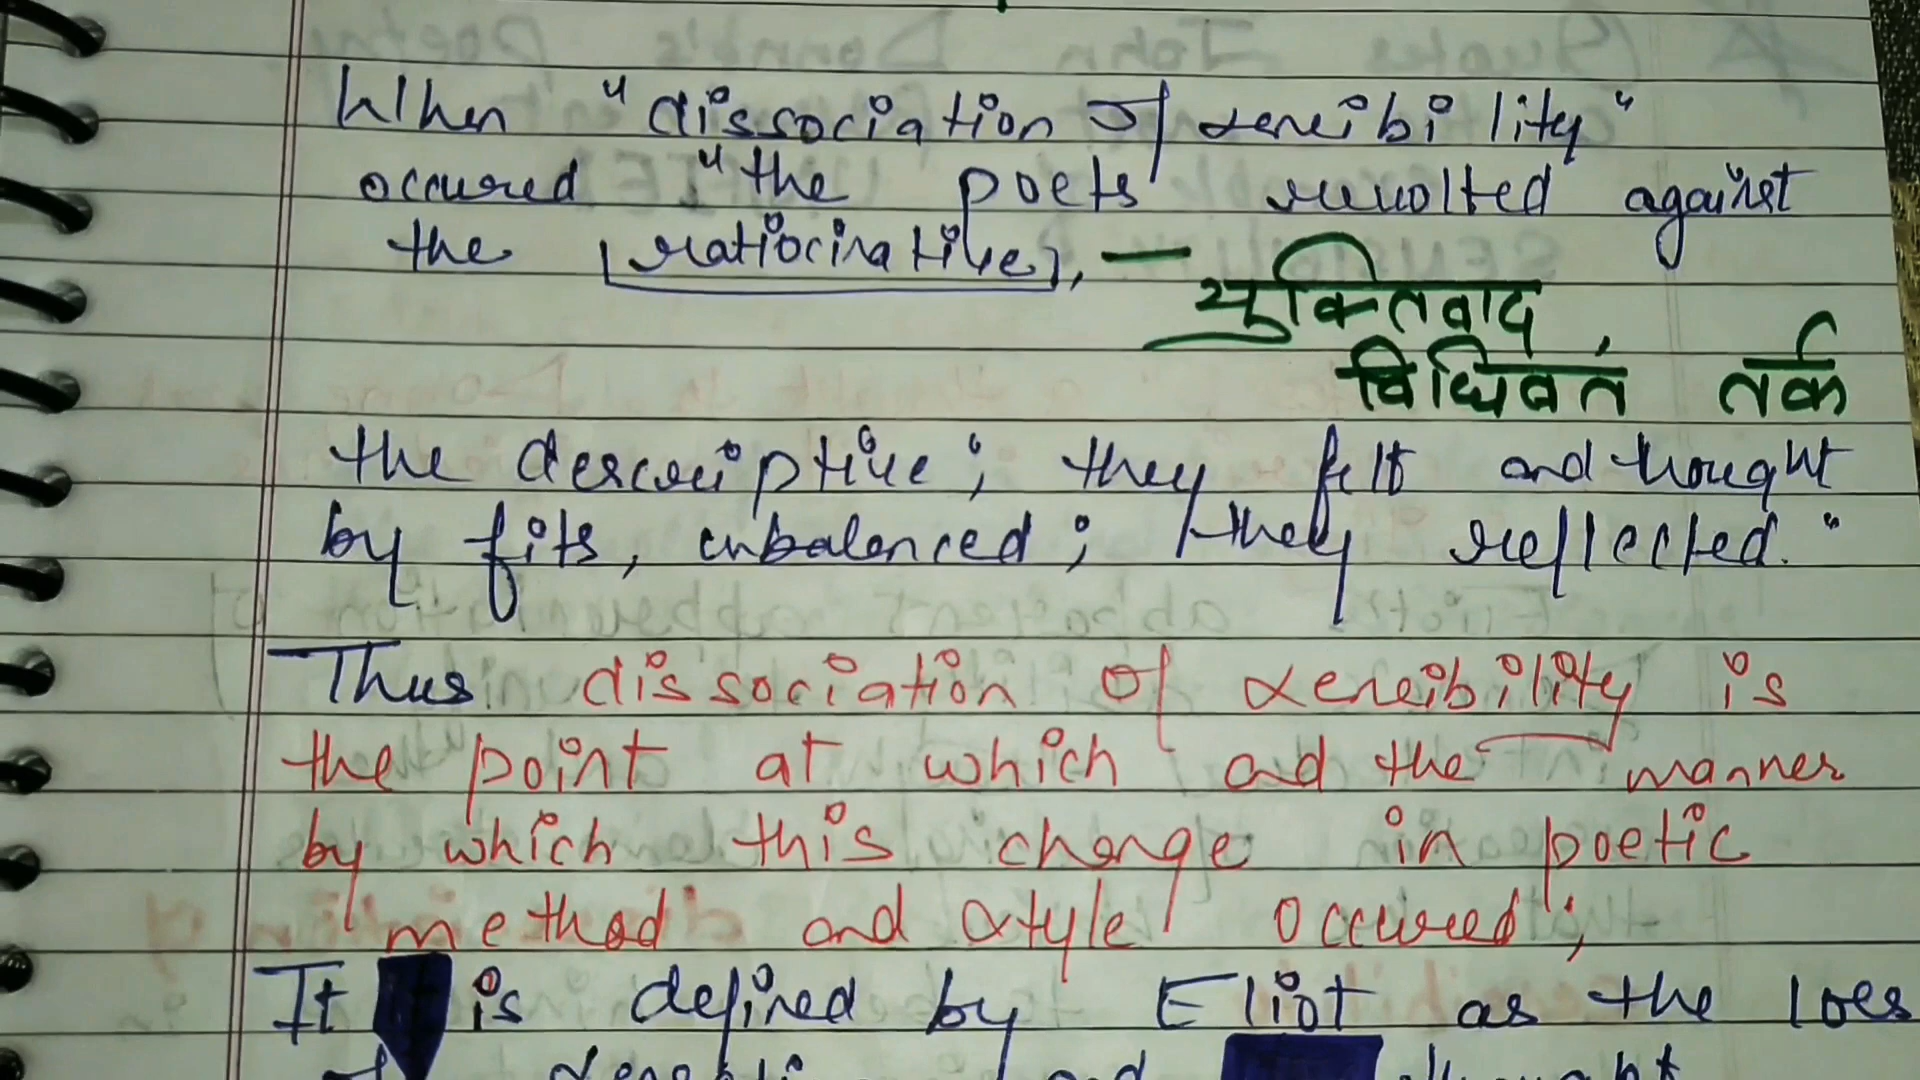 When "dissociation of sensibility"
occured "the poets revolted against
the ratiocinative, —
युक्तिवाद,
विधिवत तर्क
the descriptive; they felt and thought
by fits, unbalanced; they reflected."
Thus dissociation of sensibility is
the point at which and the manner
by which this change in poetic
method and style occured;
It is defined by Eliot as the loss